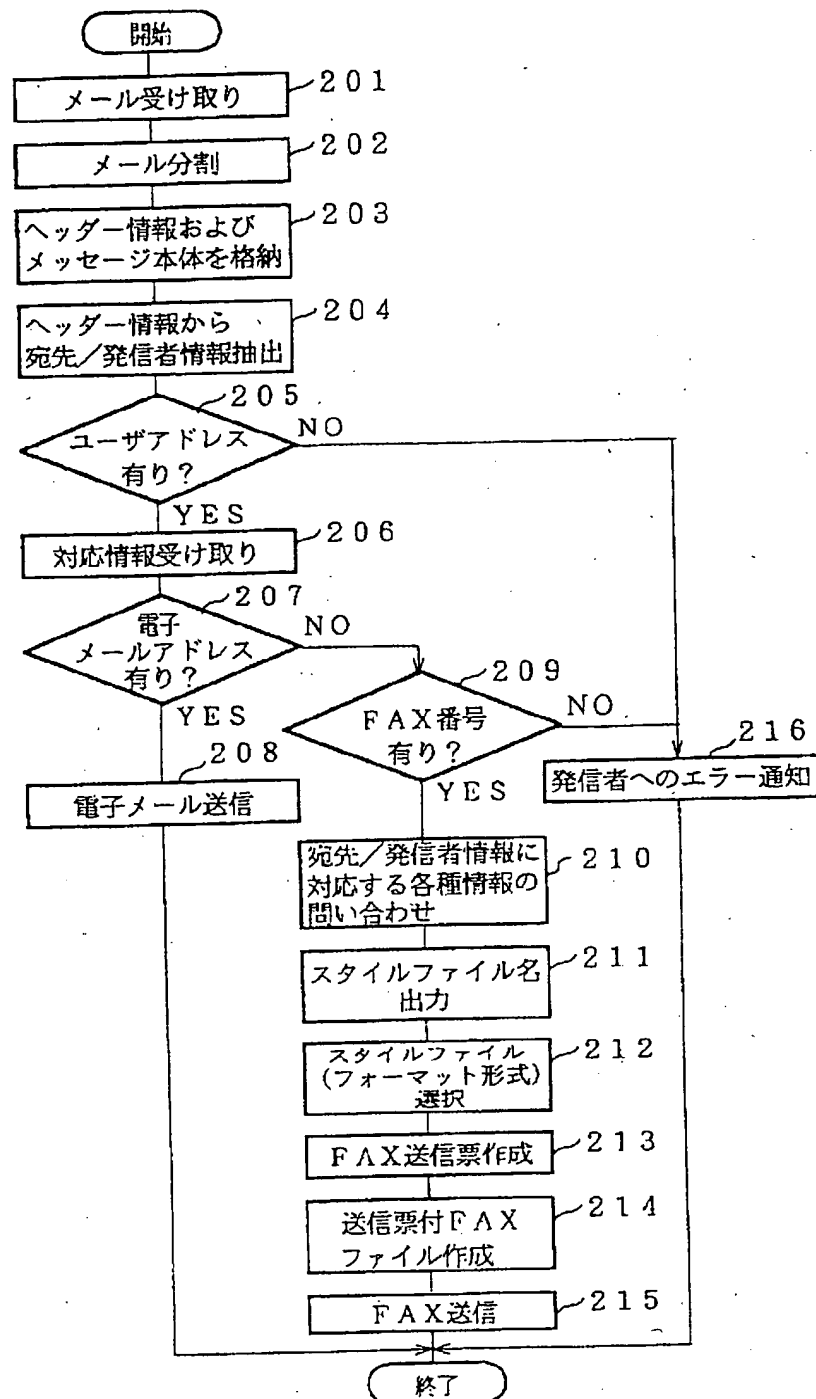 開始
メール受け取り
201
メール分割
202
ヘッダー情報および
メッセージ本体を格納
203
ヘッダー情報から
宛先／発信者情報抽出
204
205
ユーザアドレス
有り？
NO
YES
対応情報受け取り
206
207
電子
メールアドレス
有り？
NO
YES
208
電子メール送信
209
FAX番号
有り？
NO
YES
216
発信者へのエラー通知
宛先／発信者情報に
対応する各種情報の
問い合わせ
210
スタイルファイル名
出力
211
スタイルファイル
(フォーマット形式)
選択
212
FAX送信票作成
213
送信票付FAX
ファイル作成
214
FAX送信
215
終了